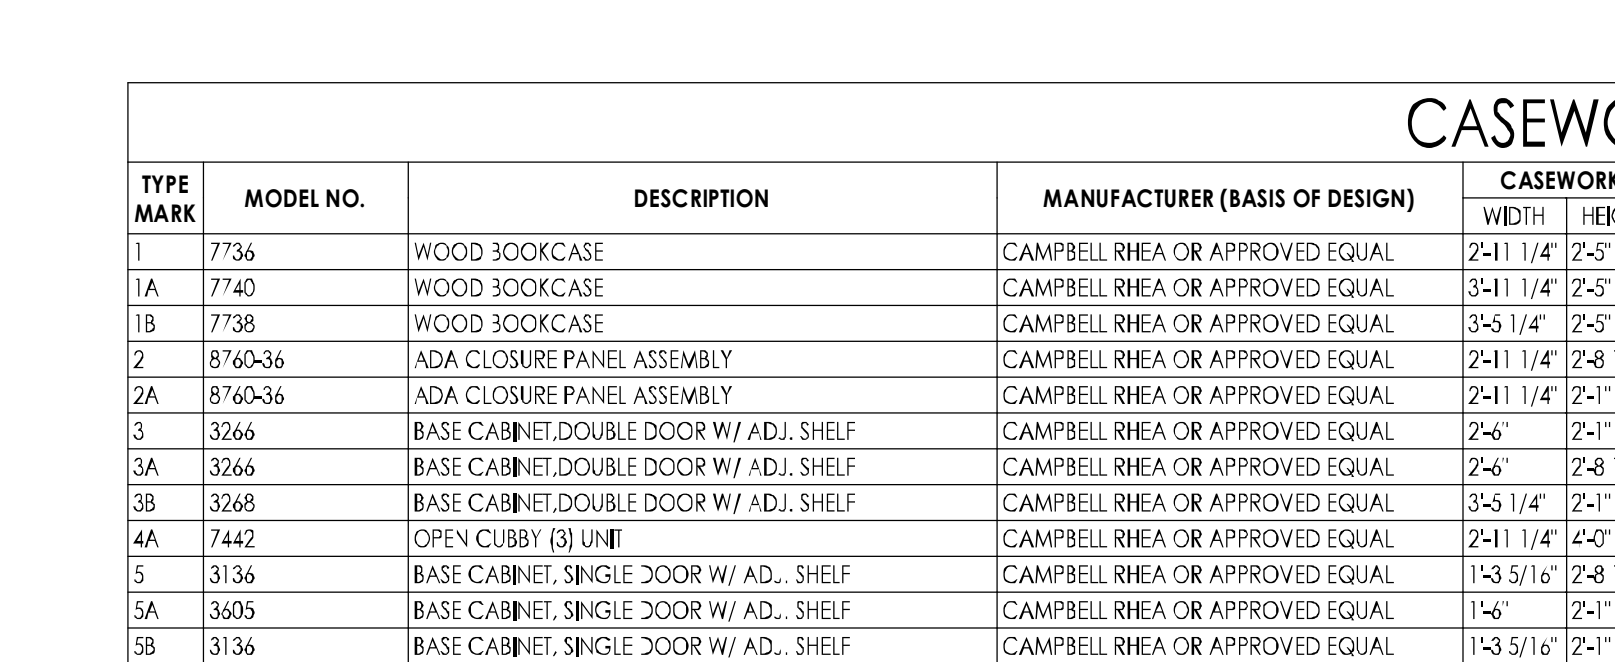 CASEWO
TYPE MARK MODEL NO. DESCRIPTION MANUFACTURER (BASIS OF DESIGN) CASEWORK
WIDTH HEIG
1 7736 WOOD BOOKCASE CAMPBELL RHEA OR APPROVED EQUAL 2'-11 1/4" 2'-5"
1A 7740 WOOD BOOKCASE CAMPBELL RHEA OR APPROVED EQUAL 3'-11 1/4" 2'-5"
1B 7738 WOOD BOOKCASE CAMPBELL RHEA OR APPROVED EQUAL 3'-5 1/4" 2'-5"
2 8760-36 ADA CLOSURE PANEL ASSEMBLY CAMPBELL RHEA OR APPROVED EQUAL 2'-11 1/4" 2'-8
2A 8760-36 ADA CLOSURE PANEL ASSEMBLY CAMPBELL RHEA OR APPROVED EQUAL 2'-11 1/4" 2'-1"
3 3266 BASE CABINET,DOUBLE DOOR W/ ADJ. SHELF CAMPBELL RHEA OR APPROVED EQUAL 2'-6" 2'-1"
3A 3266 BASE CABINET,DOUBLE DOOR W/ ADJ. SHELF CAMPBELL RHEA OR APPROVED EQUAL 2'-6" 2'-8
3B 3268 BASE CABINET,DOUBLE DOOR W/ ADJ. SHELF CAMPBELL RHEA OR APPROVED EQUAL 3'-5 1/4" 2'-1"
4A 7442 OPEN CUBBY (3) UNIT CAMPBELL RHEA OR APPROVED EQUAL 2'-11 1/4" 4'-0"
5 3136 BASE CABINET, SINGLE DOOR W/ ADJ. SHELF CAMPBELL RHEA OR APPROVED EQUAL 1'-3 5/16" 2'-8
5A 3605 BASE CABINET, SINGLE DOOR W/ ADJ. SHELF CAMPBELL RHEA OR APPROVED EQUAL 1'-6" 2'-1"
5B 3136 BASE CABINET, SINGLE DOOR W/ ADJ. SHELF CAMPBELL RHEA OR APPROVED EQUAL 1'-3 5/16" 2'-1"